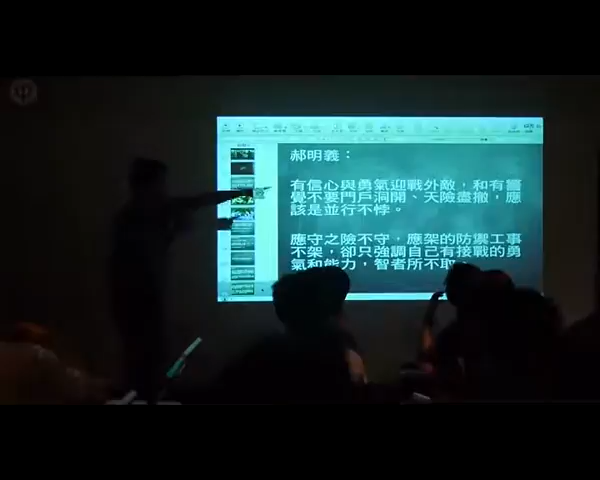 郝明義：
有信心與勇氣迎戰外敵，和有警
覺不要門戶洞開、天險盡撤，應
該是並行不悖。
應守之險不守，應架的防禦工事
不架，卻只強調自己有接戰的勇
氣和能力，智者所不取。